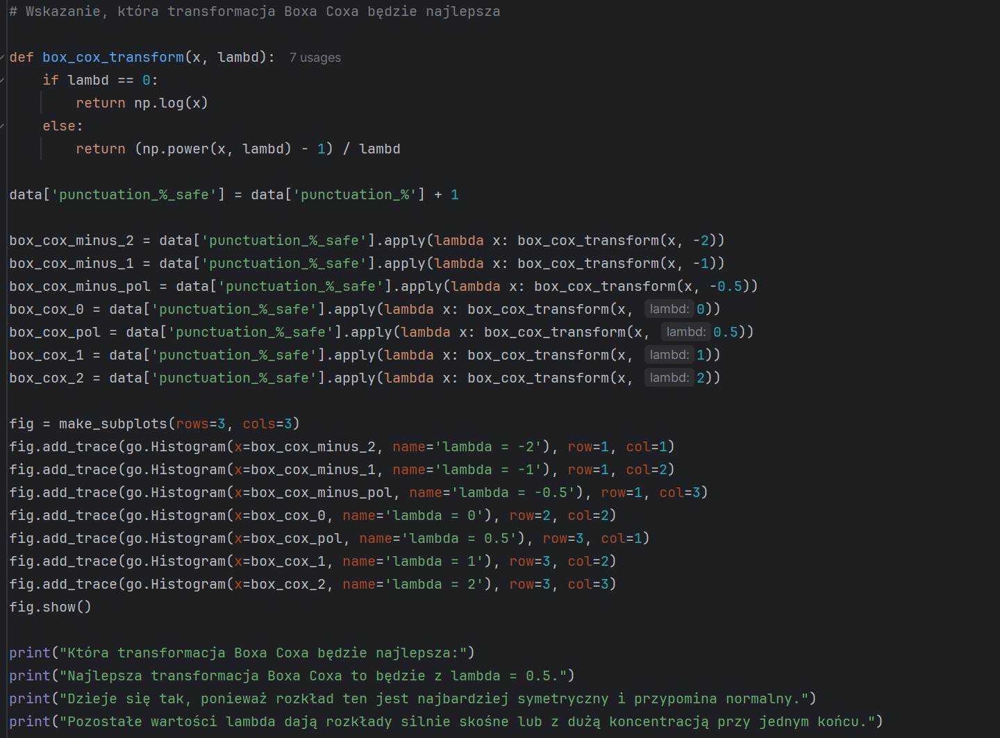 # Wskazanie, która transformacja Boxa Coxa będzie najlepsza
def box_cox_transform(x, lambd): 7 usages
if lambd == 0:
return np.log(x)
else:
return (np.power(x, lambd) - 1) / lambd
data['punctuation_%_safe'] = data['punctuation_%'] + 1
box_cox_minus_2 = data['punctuation_%_safe'].apply(lambda x: box_cox_transform(x, -2))
box_cox_minus_1 = data['punctuation_%_safe'].apply(lambda x: box_cox_transform(x, -1))
box_cox_minus_pol = data['punctuation_%_safe'].apply(lambda x: box_cox_transform(x, -0.5))
box_cox_0 = data['punctuation_%_safe'].apply(lambda x: box_cox_transform(x, lambd: 0))
box_cox_pol = data['punctuation_%_safe'].apply(lambda x: box_cox_transform(x, lambd: 0.5))
box_cox_1 = data['punctuation_%_safe'].apply(lambda x: box_cox_transform(x, lambd: 1))
box_cox_2 = data['punctuation_%_safe'].apply(lambda x: box_cox_transform(x, lambd: 2))
fig = make_subplots(rows=3, cols=3)
fig.add_trace(go.Histogram(x=box_cox_minus_2, name='lambda = -2'), row=1, col=1)
fig.add_trace(go.Histogram(x=box_cox_minus_1, name='lambda = -1'), row=1, col=2)
fig.add_trace(go.Histogram(x=box_cox_minus_pol, name='lambda = -0.5'), row=1, col=3)
fig.add_trace(go.Histogram(x=box_cox_0, name='lambda = 0'), row=2, col=2)
fig.add_trace(go.Histogram(x=box_cox_pol, name='lambda = 0.5'), row=3, col=1)
fig.add_trace(go.Histogram(x=box_cox_1, name='lambda = 1'), row=3, col=2)
fig.add_trace(go.Histogram(x=box_cox_2, name='lambda = 2'), row=3, col=3)
fig.show()
print("Która transformacja Boxa Coxa będzie najlepsza:")
print("Najlepsza transformacja Boxa Coxa to będzie z lambda = 0.5.")
print("Dzieje się tak, ponieważ rozkład ten jest najbardziej symetryczny i przypomina normalny.")
print("Pozostałe wartości lambda dają rozkłady silnie skośne lub z dużą koncentracją przy jednym końcu.")